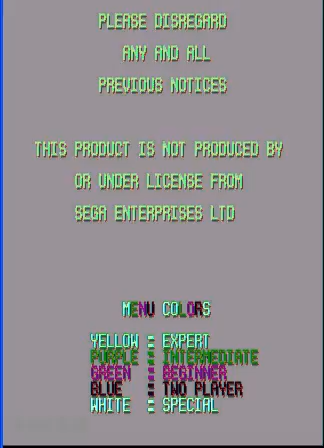 PLEASE DISREGARD
ANY AND ALL
PREVIOUS NOTICES
THIS PRODUCT IS NOT PRODUCED BY
OR UNDER LICENSE FROM
SEGA ENTERPRISES LTD
MENU COLORS
YELLOW = EXPERT
PURPLE = INTERMEDIATE
GREEN = BEGINNER
BLUE = TWO PLAYER
WHITE = SPECIAL